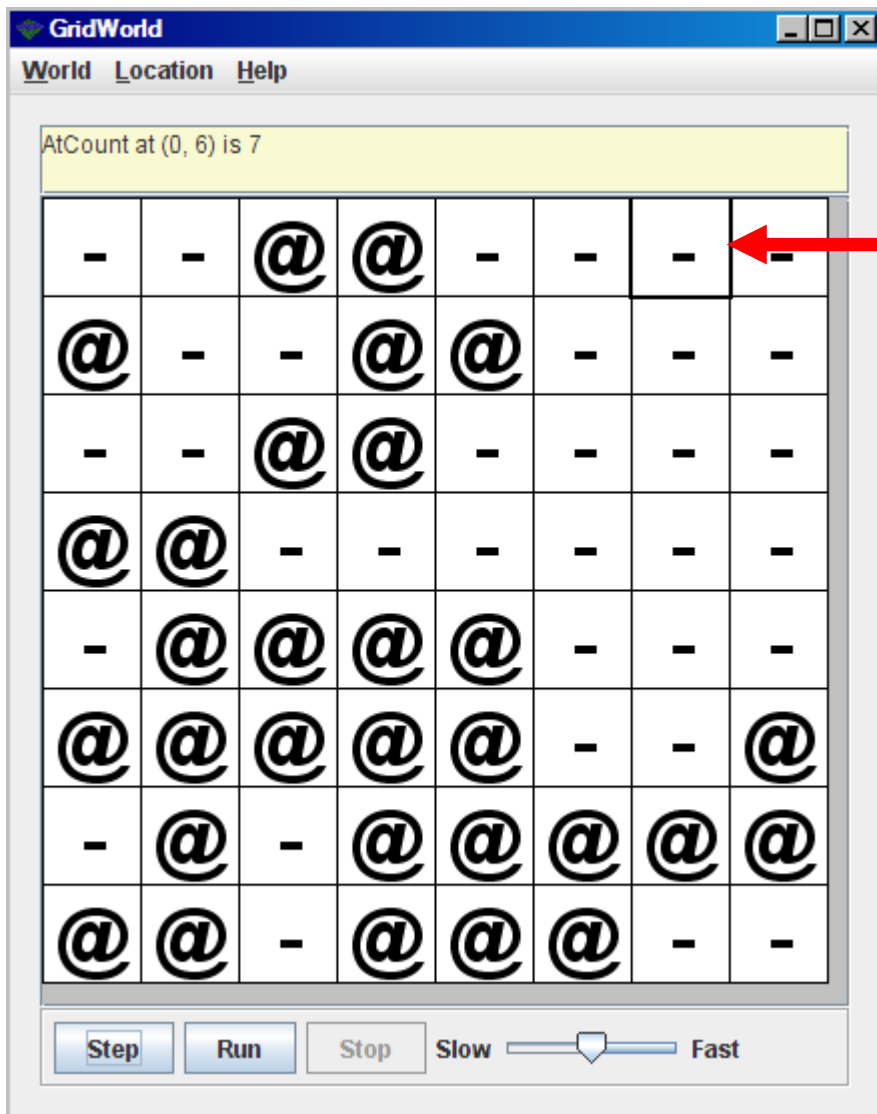 GridWorld
World Location Help
AtCount at (0, 6) is 7
- - @ @ - - - -
@ - - @ @ - - -
- - @ @ - - - -
@ @ - - - - - -
- @ @ @ @ - - -
@ @ @ @ @ - - @
- @ - @ @ @ @ @
@ @ - @ @ @ - -
Step Run Stop Slow Fast